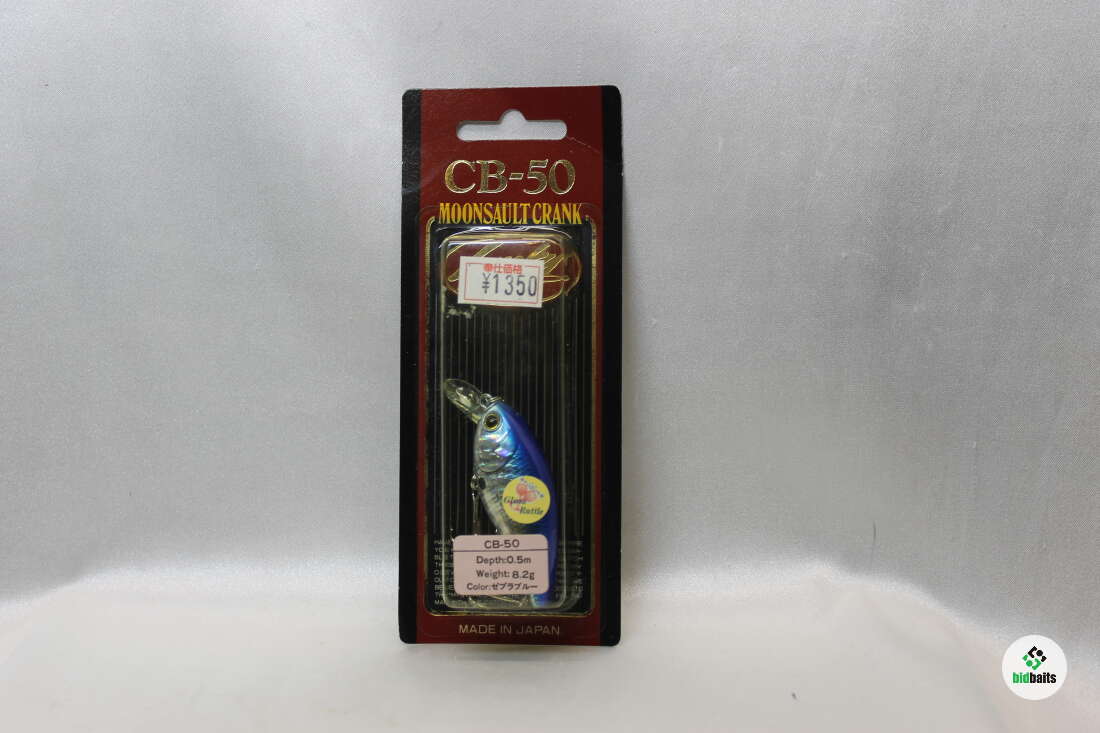 CB-50
MOONSAULT CRANK
奉仕価格
¥1350
Glass
Rattle
CB-50
Depth:0.5m
Weight:8.2g
Color:ゼブラブルー
MADE IN JAPAN
bidbaits